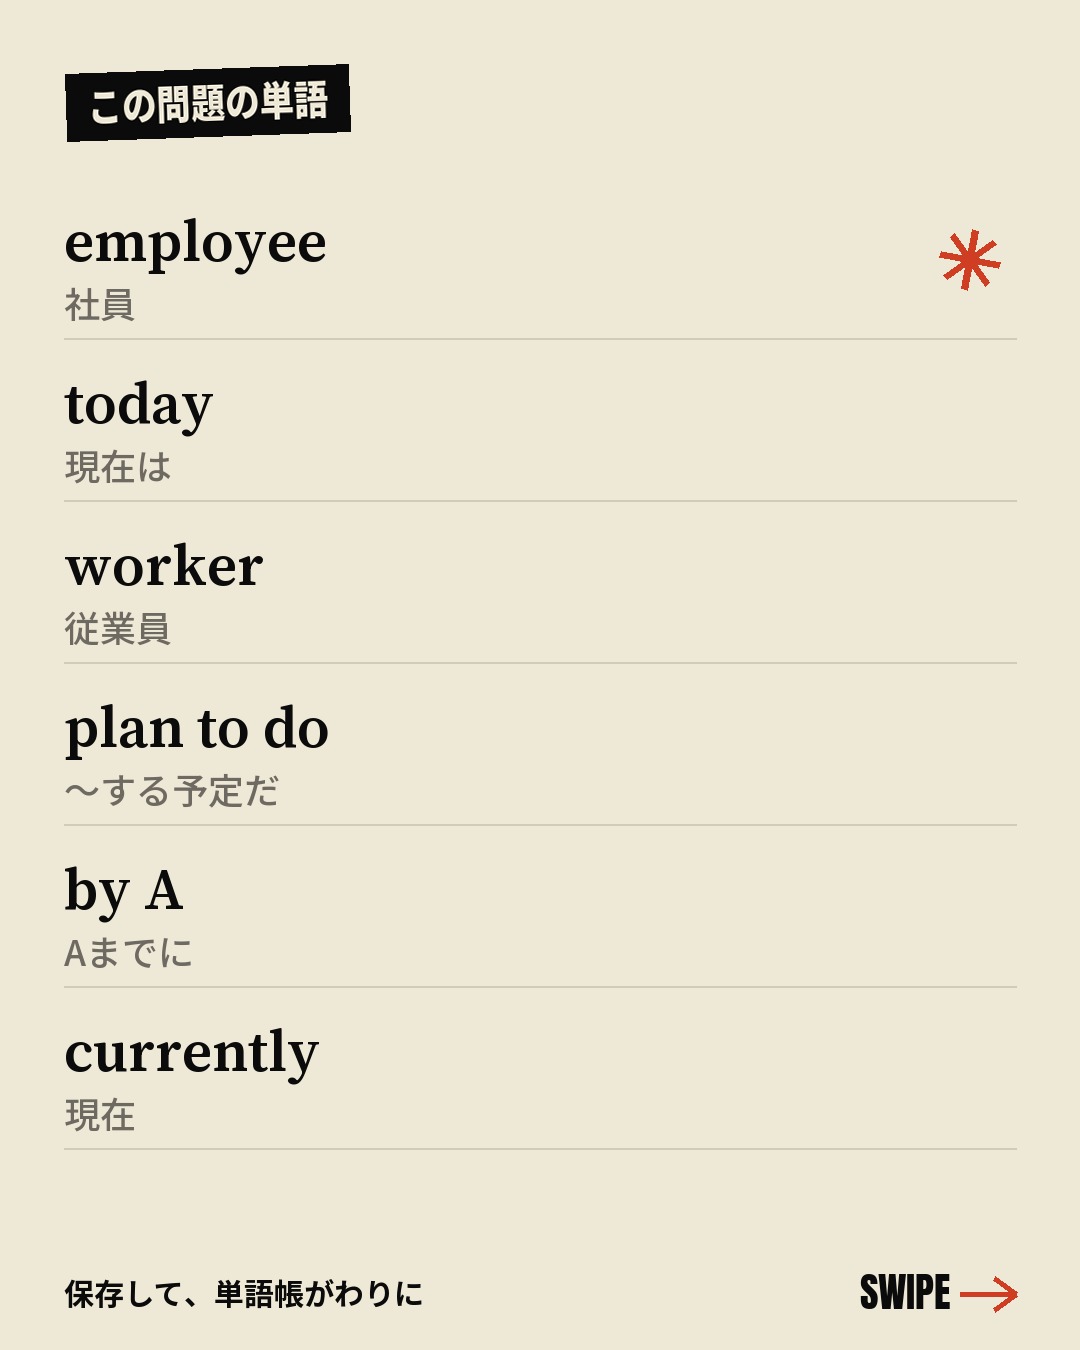 この問題の単語
employee
社員
today
現在は
worker
従業員
plan to do
～する予定だ
by A
Aまでに
currently
現在
保存して、単語帳がわりに
SWIPE